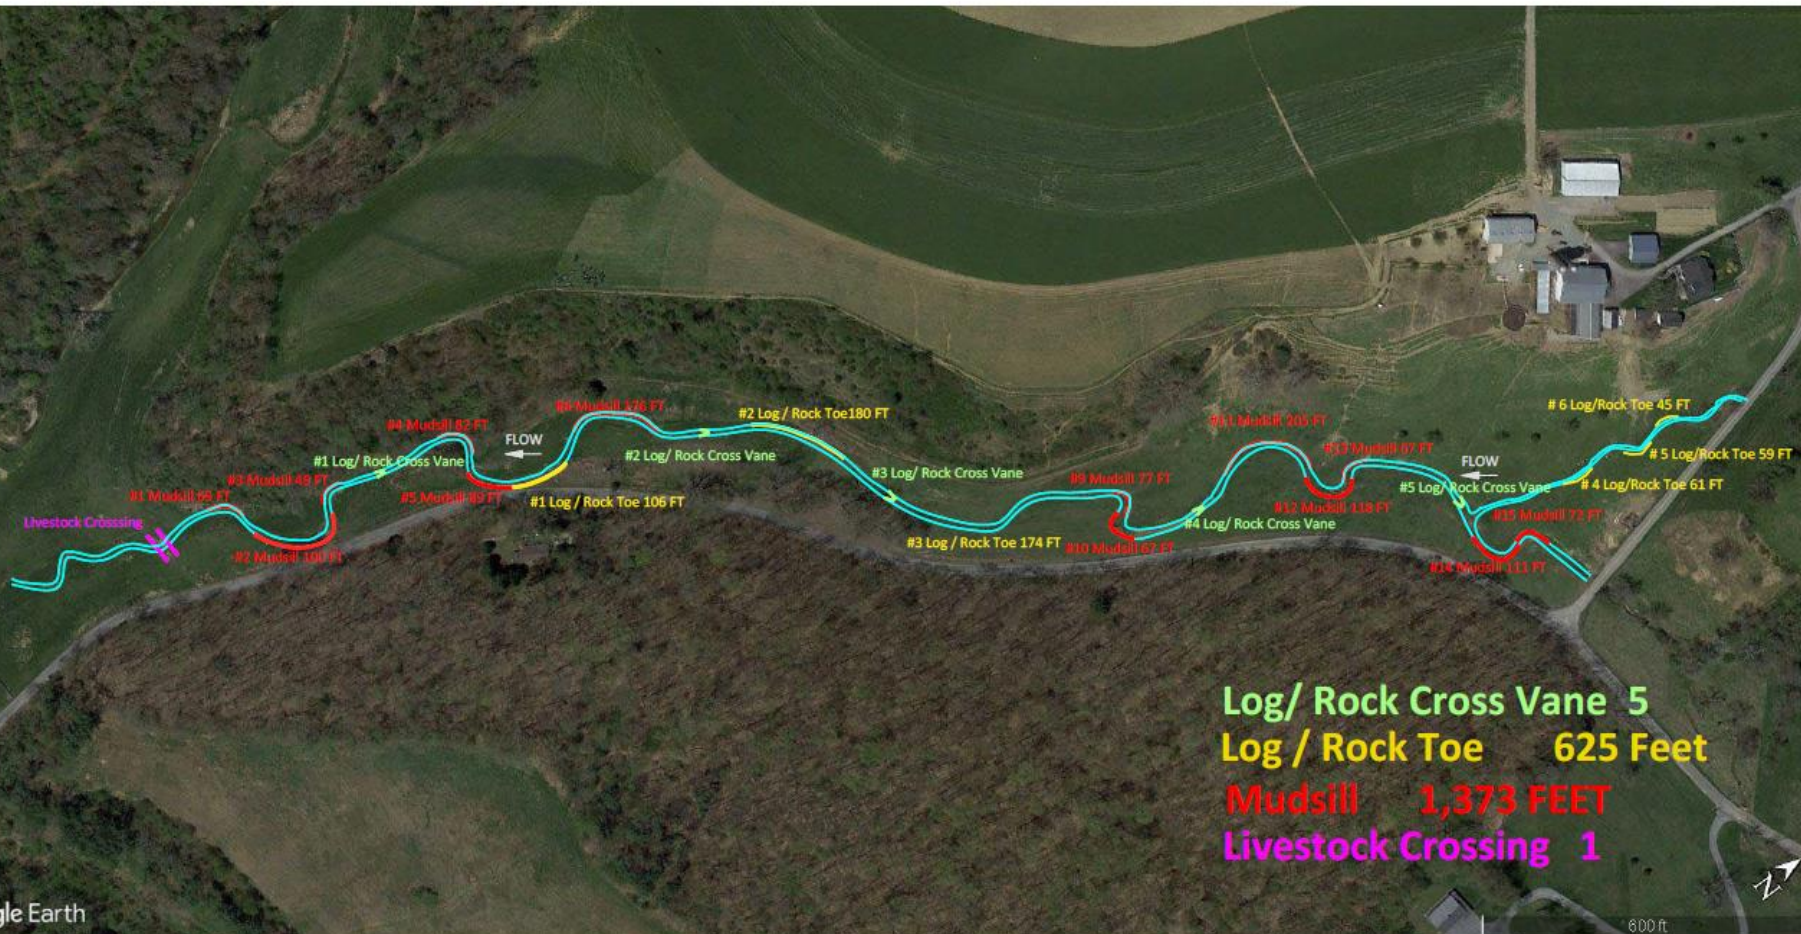 # 6 Log/Rock Toe 45 FT
#6 Mudsill 176 FT
#2 Log / Rock Toe180 FT
#11 Mudsill 205 FT
#4 Mudsill 82 FT
FLOW
#13 Mudsill 67 FT
#2 Log/ Rock Cross Vane
# 5 Log/Rock Toe 59 FT
#1 Log/ Rock Cross Vane
FLOW
#3 Log/ Rock Cross Vane
#3 Mudsill 49 FT
#9 Mudsill 77 FT
# 4 Log/Rock Toe 61 FT
#5 Log/ Rock Cross Vane
#1 Mudsill
#5 Mudsill 89 FT
#1 Log / Rock Toe 106 FT
#12 Mudsill 118 FT
#15 Mudsill 72 FT
Livestock Crosssing
#4 Log/ Rock Cross Vane
#3 Log / Rock Toe 174 FT
#10 Mudsill 67 FT
#2 Mudsill 100 FT
#14 Mudsill 111 FT
Log/ Rock Cross Vane 5
Log / Rock Toe 625 Feet
Mudsill 1,373 FEET
Livestock Crossing 1
N
gle Earth
600 ft